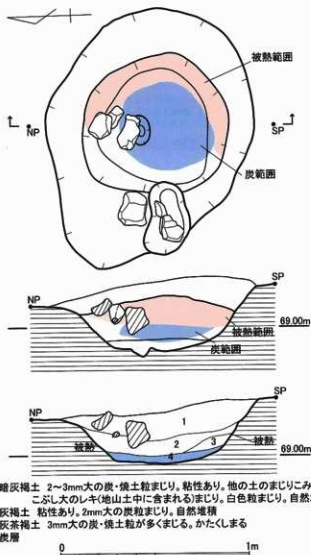 被熱範囲
NP
SP
炭範囲
NP
SP
69.00m
被熱範囲
炭範囲
SP
NP
1
被熱
2
3
被熱
4
69.00m
暗灰褐土 2~3mm大の炭・焼土粒まじり。粘性あり。他の土のまじりこみ
こぶし大のレキ(地山土中に含まれる)まじり。白色粒まじり。自然
灰褐土 粘性あり。2mm大の炭粒まじり。自然堆積
灰茶褐土 3mm大の炭・焼土粒が多くまじる。かたくしまる
炭層
0 1m